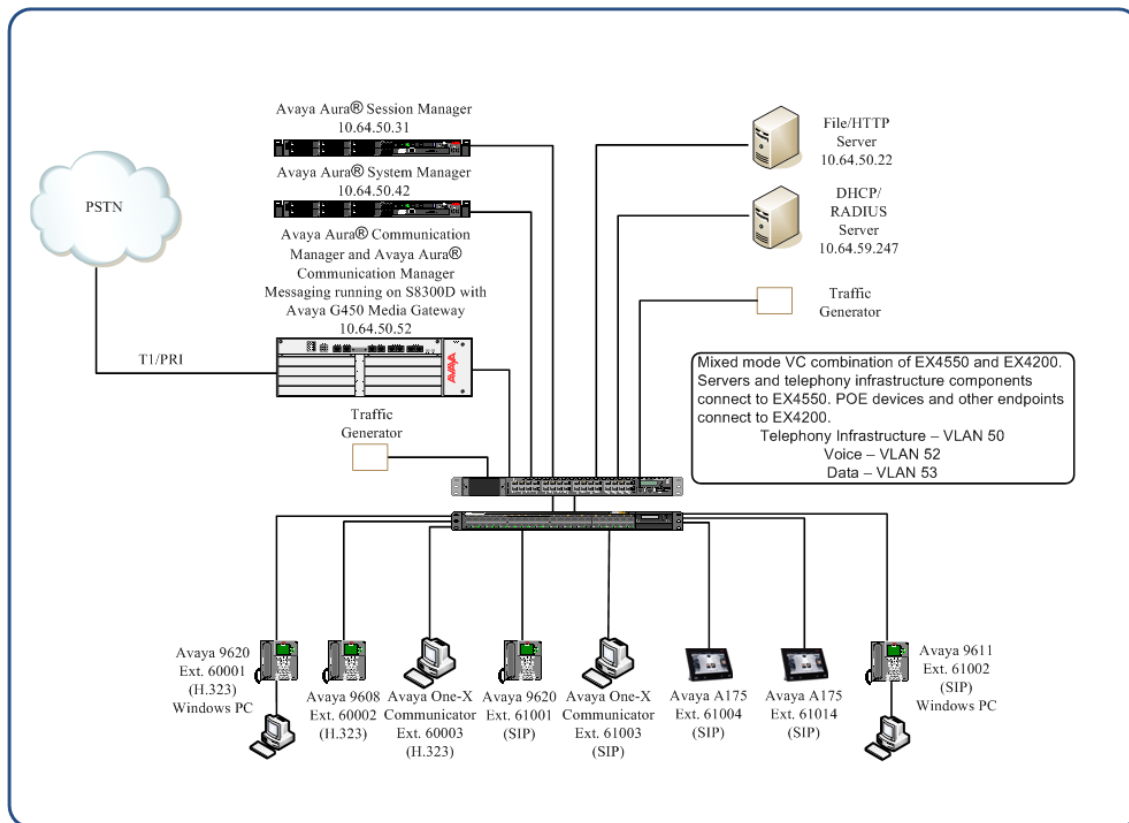 Avaya Aura® Session Manager
10.64.50.31
Avaya Aura® System Manager
10.64.50.42
Avaya Aura® Communication
Manager and Avaya Aura®
Communication Manager
Messaging running on S8300D with
Avaya G450 Media Gateway
10.64.50.52
PSTN
T1/PRI
AVAYA
Traffic
Generator
File/HTTP
Server
10.64.50.22
DHCP/
RADIUS
Server
10.64.59.247
Traffic
Generator
Mixed mode VC combination of EX4550 and EX4200.
Servers and telephony infrastructure components
connect to EX4550. POE devices and other endpoints
connect to EX4200.
Telephony Infrastructure – VLAN 50
Voice – VLAN 52
Data – VLAN 53
Avaya 9620
Ext. 60001
(H.323)
Windows PC
Avaya 9608
Ext. 60002
(H.323)
Avaya One-X
Communicator
Ext. 60003
(H.323)
Avaya 9620
Ext. 61001
(SIP)
Avaya One-X
Communicator
Ext. 61003
(SIP)
Avaya A175
Ext. 61004
(SIP)
Avaya A175
Ext. 61014
(SIP)
Avaya 9611
Ext. 61002
(SIP)
Windows PC